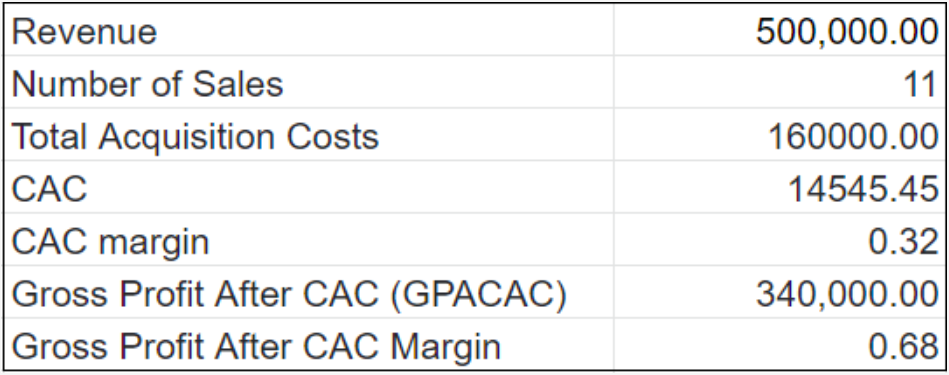 Revenue 500,000.00
Number of Sales 11
Total Acquisition Costs 160000.00
CAC 14545.45
CAC margin 0.32
Gross Profit After CAC (GPACAC) 340,000.00
Gross Profit After CAC Margin 0.68